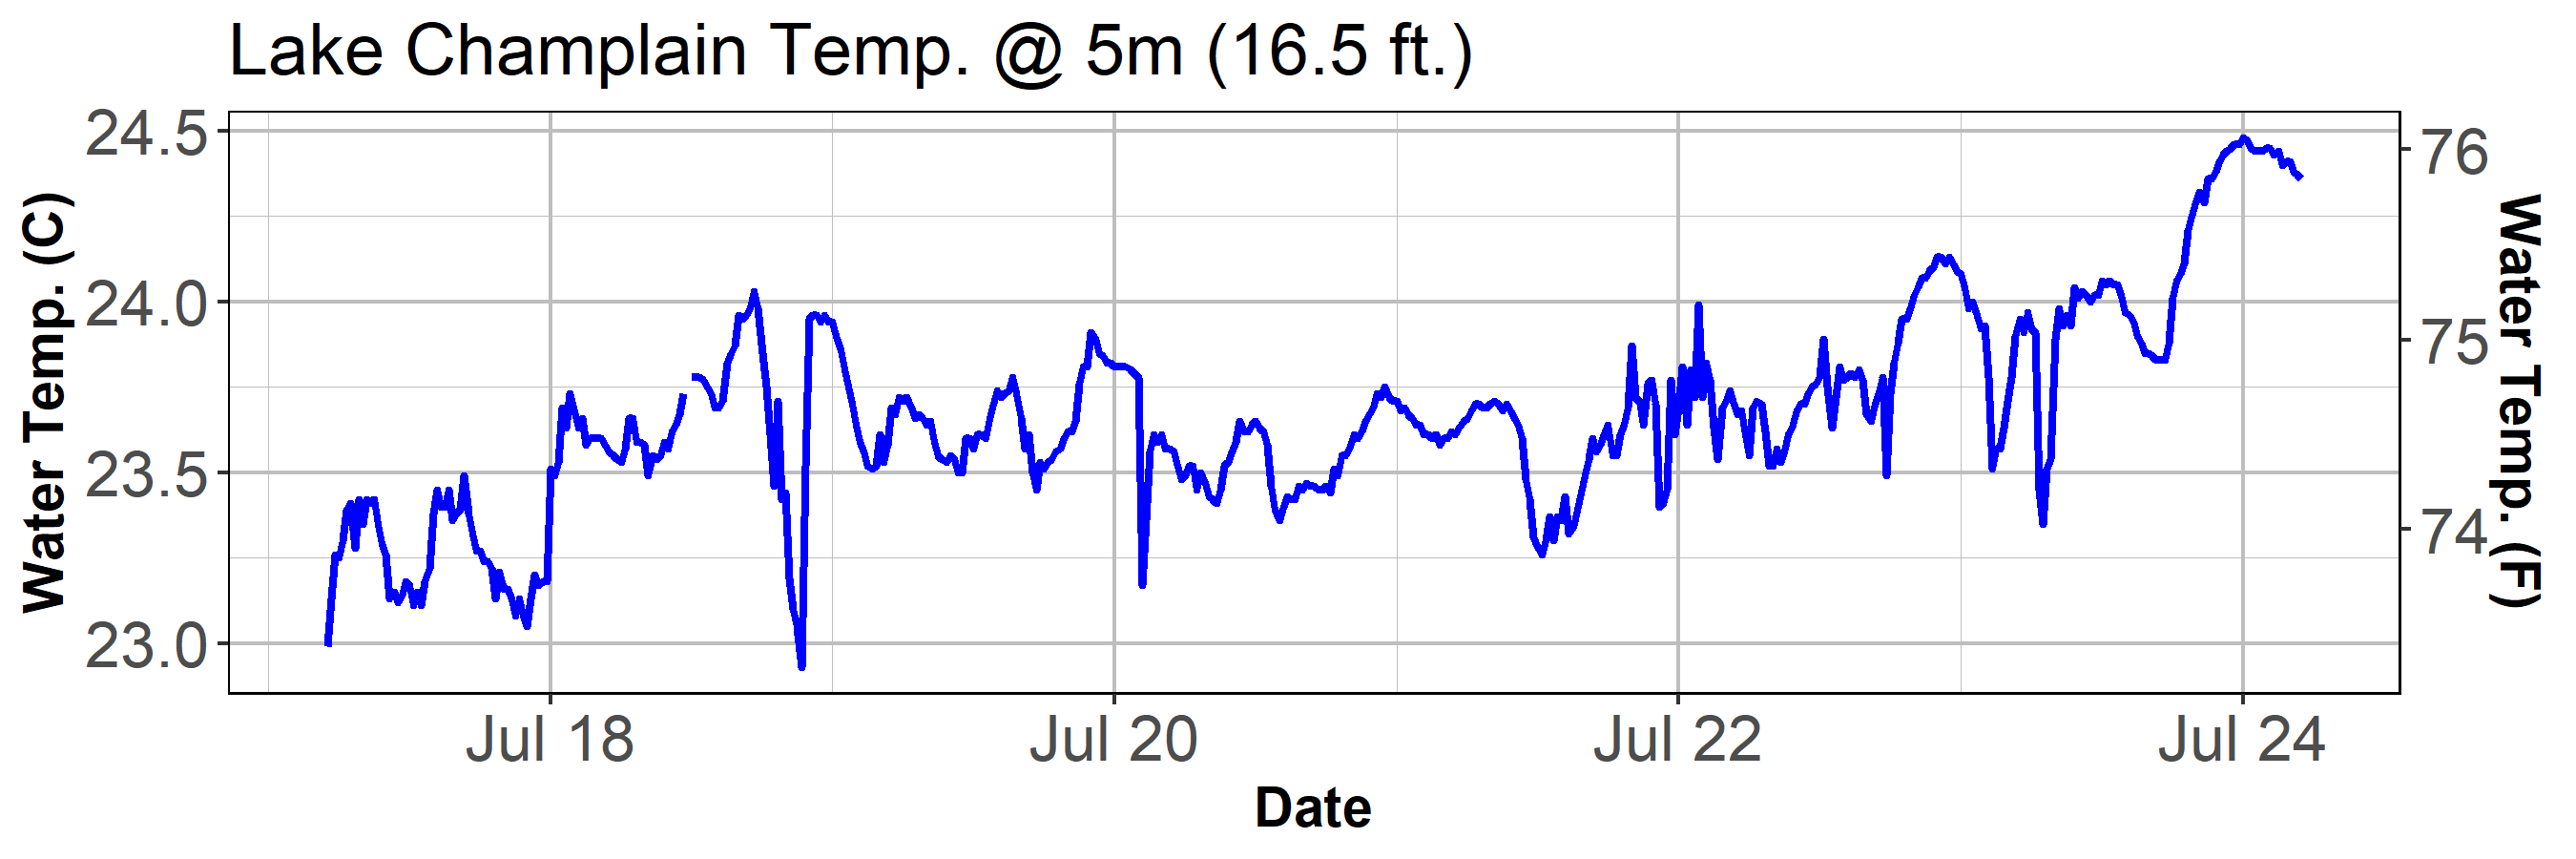 Lake Champlain Temp. @ 5m (16.5 ft.)
Water Temp. (C)
24.5
24.0
23.5
23.0
76
75
74
Water Temp. (F)
Jul 18 Jul 20 Jul 22 Jul 24
Date